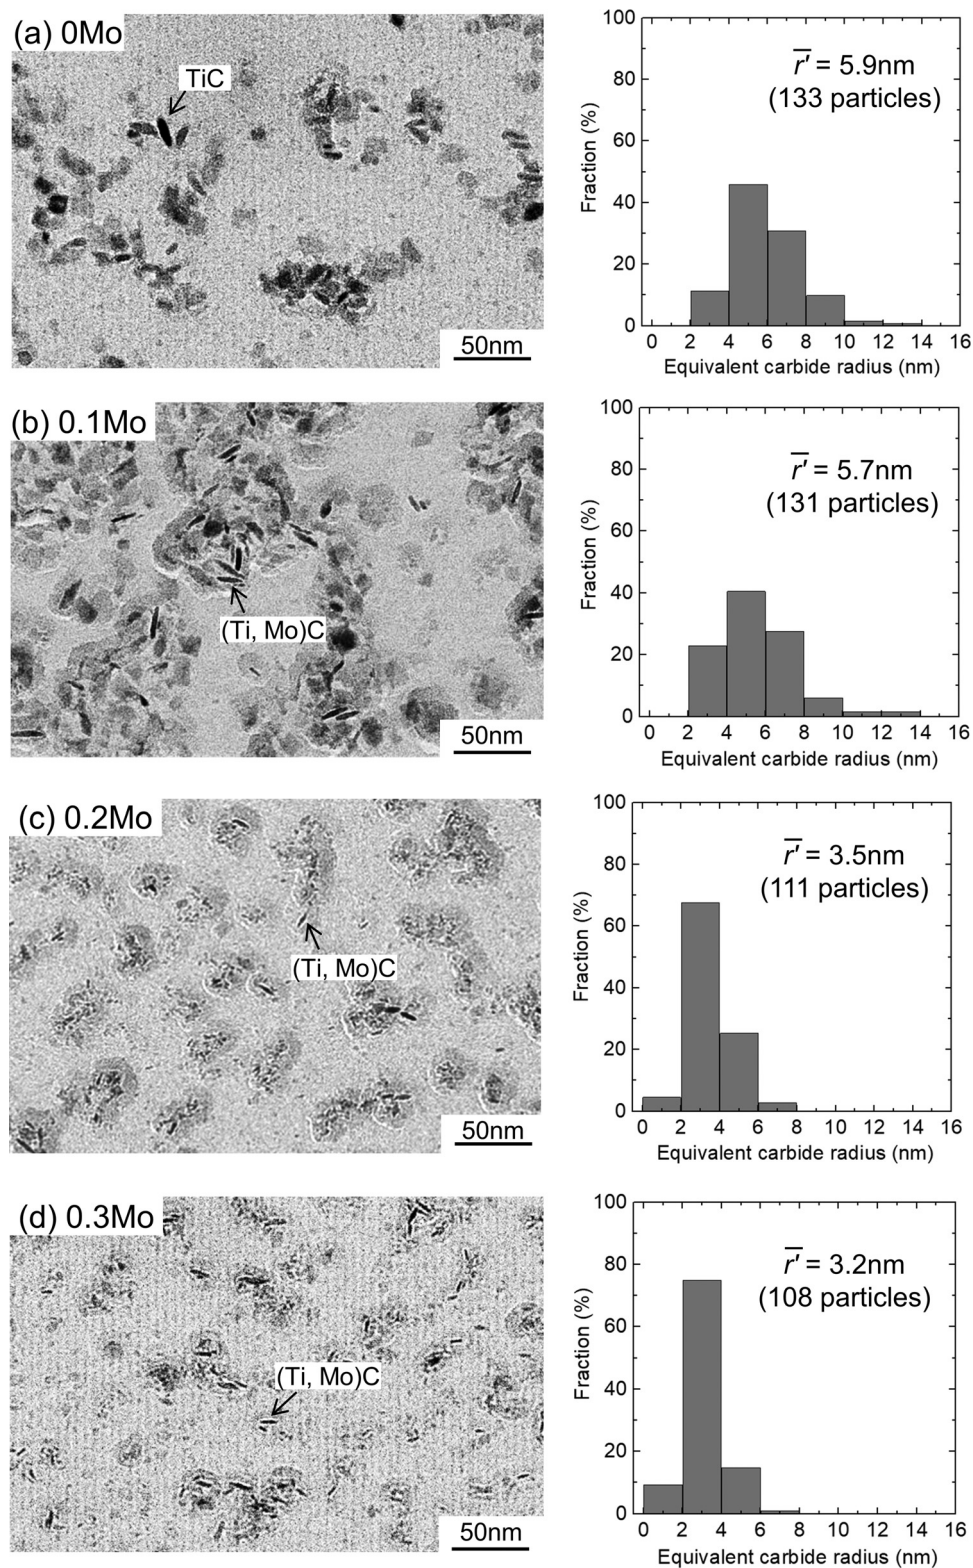 (a) 0Mo
TiC
50nm
Fraction (%)
100
80
60
40
20
0
r̅' = 5.9nm
(133 particles)
0 2 4 6 8 10 12 14 16
Equivalent carbide radius (nm)
(b) 0.1Mo
(Ti, Mo)C
50nm
Fraction (%)
100
80
60
40
20
0
r̅' = 5.7nm
(131 particles)
0 2 4 6 8 10 12 14 16
Equivalent carbide radius (nm)
(c) 0.2Mo
(Ti, Mo)C
50nm
Fraction (%)
100
80
60
40
20
0
r̅' = 3.5nm
(111 particles)
0 2 4 6 8 10 12 14 16
Equivalent carbide radius (nm)
(d) 0.3Mo
(Ti, Mo)C
50nm
Fraction (%)
100
80
60
40
20
0
r̅' = 3.2nm
(108 particles)
0 2 4 6 8 10 12 14 16
Equivalent carbide radius (nm)